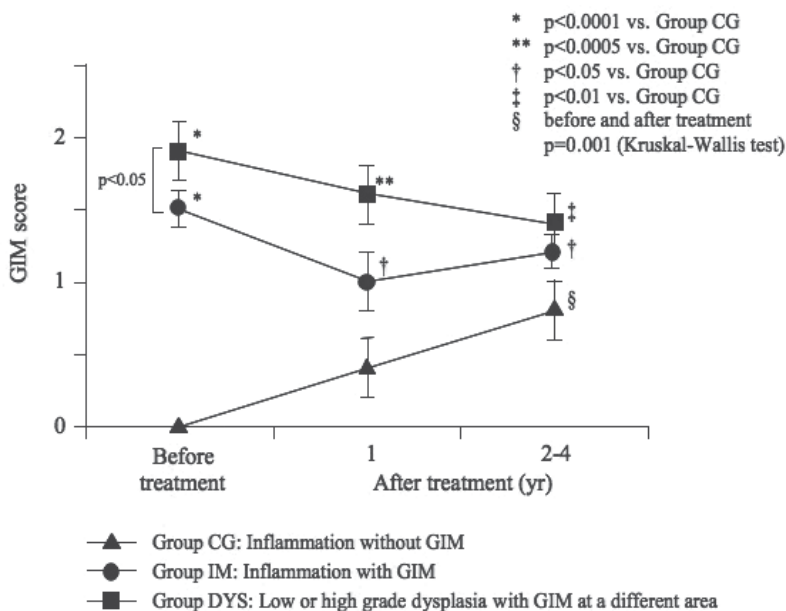 * p<0.0001 vs. Group CG
** p<0.0005 vs. Group CG
† p<0.05 vs. Group CG
‡ p<0.01 vs. Group CG
§ before and after treatment
p=0.001 (Kruskal-Wallis test)
GIM score
2
1
0
p<0.05
*
*
**
†
‡
†
§
Before
treatment
1
2-4
After treatment (yr)
Group CG: Inflammation without GIM
Group IM: Inflammation with GIM
Group DYS: Low or high grade dysplasia with GIM at a different area